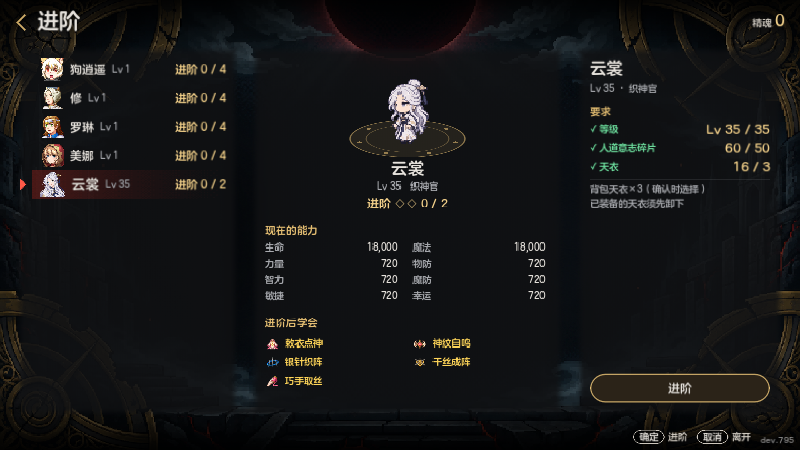 进阶
精魂 0
狗逍遥 Lv 1 进阶 0 / 4
修 Lv 1 进阶 0 / 4
罗琳 Lv 1 进阶 0 / 4
美娜 Lv 1 进阶 0 / 4
云裳 Lv 35 进阶 0 / 2
云裳
Lv 35 织神官
进阶 ◇◇ 0 / 2
现在的能力
生命 18,000 魔法 18,000
力量 720 物防 720
智力 720 魔防 720
敏捷 720 幸运 720
进阶后学会
敕衣点神 神纹自鸣
银针织阵 千丝成阵
巧手取丝
云裳
Lv 35 · 织神官
要求
✓等级 Lv 35 / 35
✓人道意志碎片 60 / 50
✓天衣 16 / 3
背包天衣×3（确认时选择）
已装备的天衣须先卸下
进阶
确定 进阶 取消 离开
dev.795